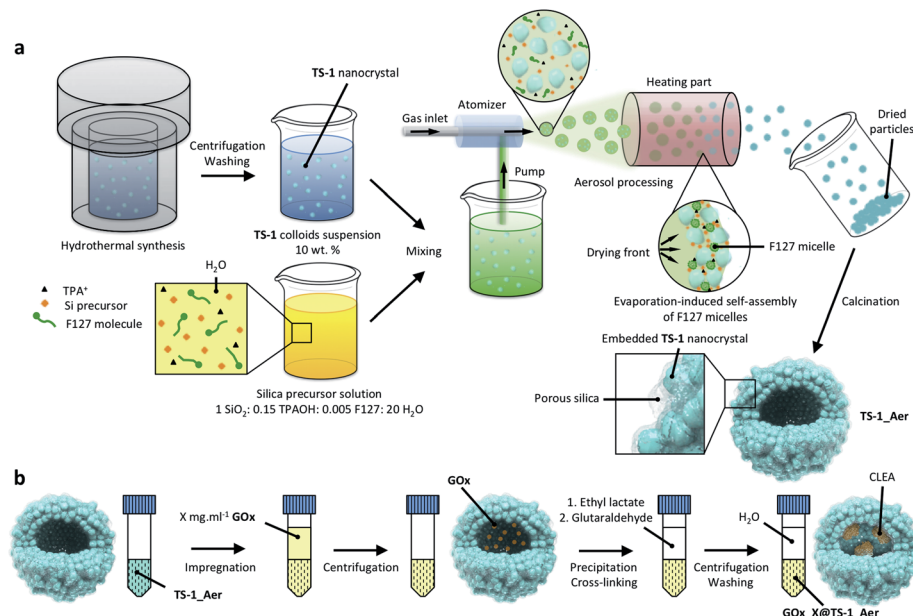 a
Hydrothermal synthesis
Centrifugation
Washing
TS-1 nanocrystal
TS-1 colloids suspension
10 wt. %
TPA⁺
Si precursor
F127 molecule
H₂O
Silica precursor solution
1 SiO₂: 0.15 TPAOH: 0.005 F127: 20 H₂O
Mixing
Gas inlet
Atomizer
Pump
Heating part
Aerosol processing
Dried
particles
Drying front
F127 micelle
Evaporation-induced self-assembly
of F127 micelles
Calcination
Embedded TS-1 nanocrystal
Porous silica
TS-1_Aer
b
TS-1_Aer
Impregnation
X mg.ml⁻¹ GOx
Centrifugation
GOx
1. Ethyl lactate
2. Glutaraldehyde
Precipitation
Cross-linking
Centrifugation
Washing
H₂O
CLEA
GOx_X@TS-1_Aer